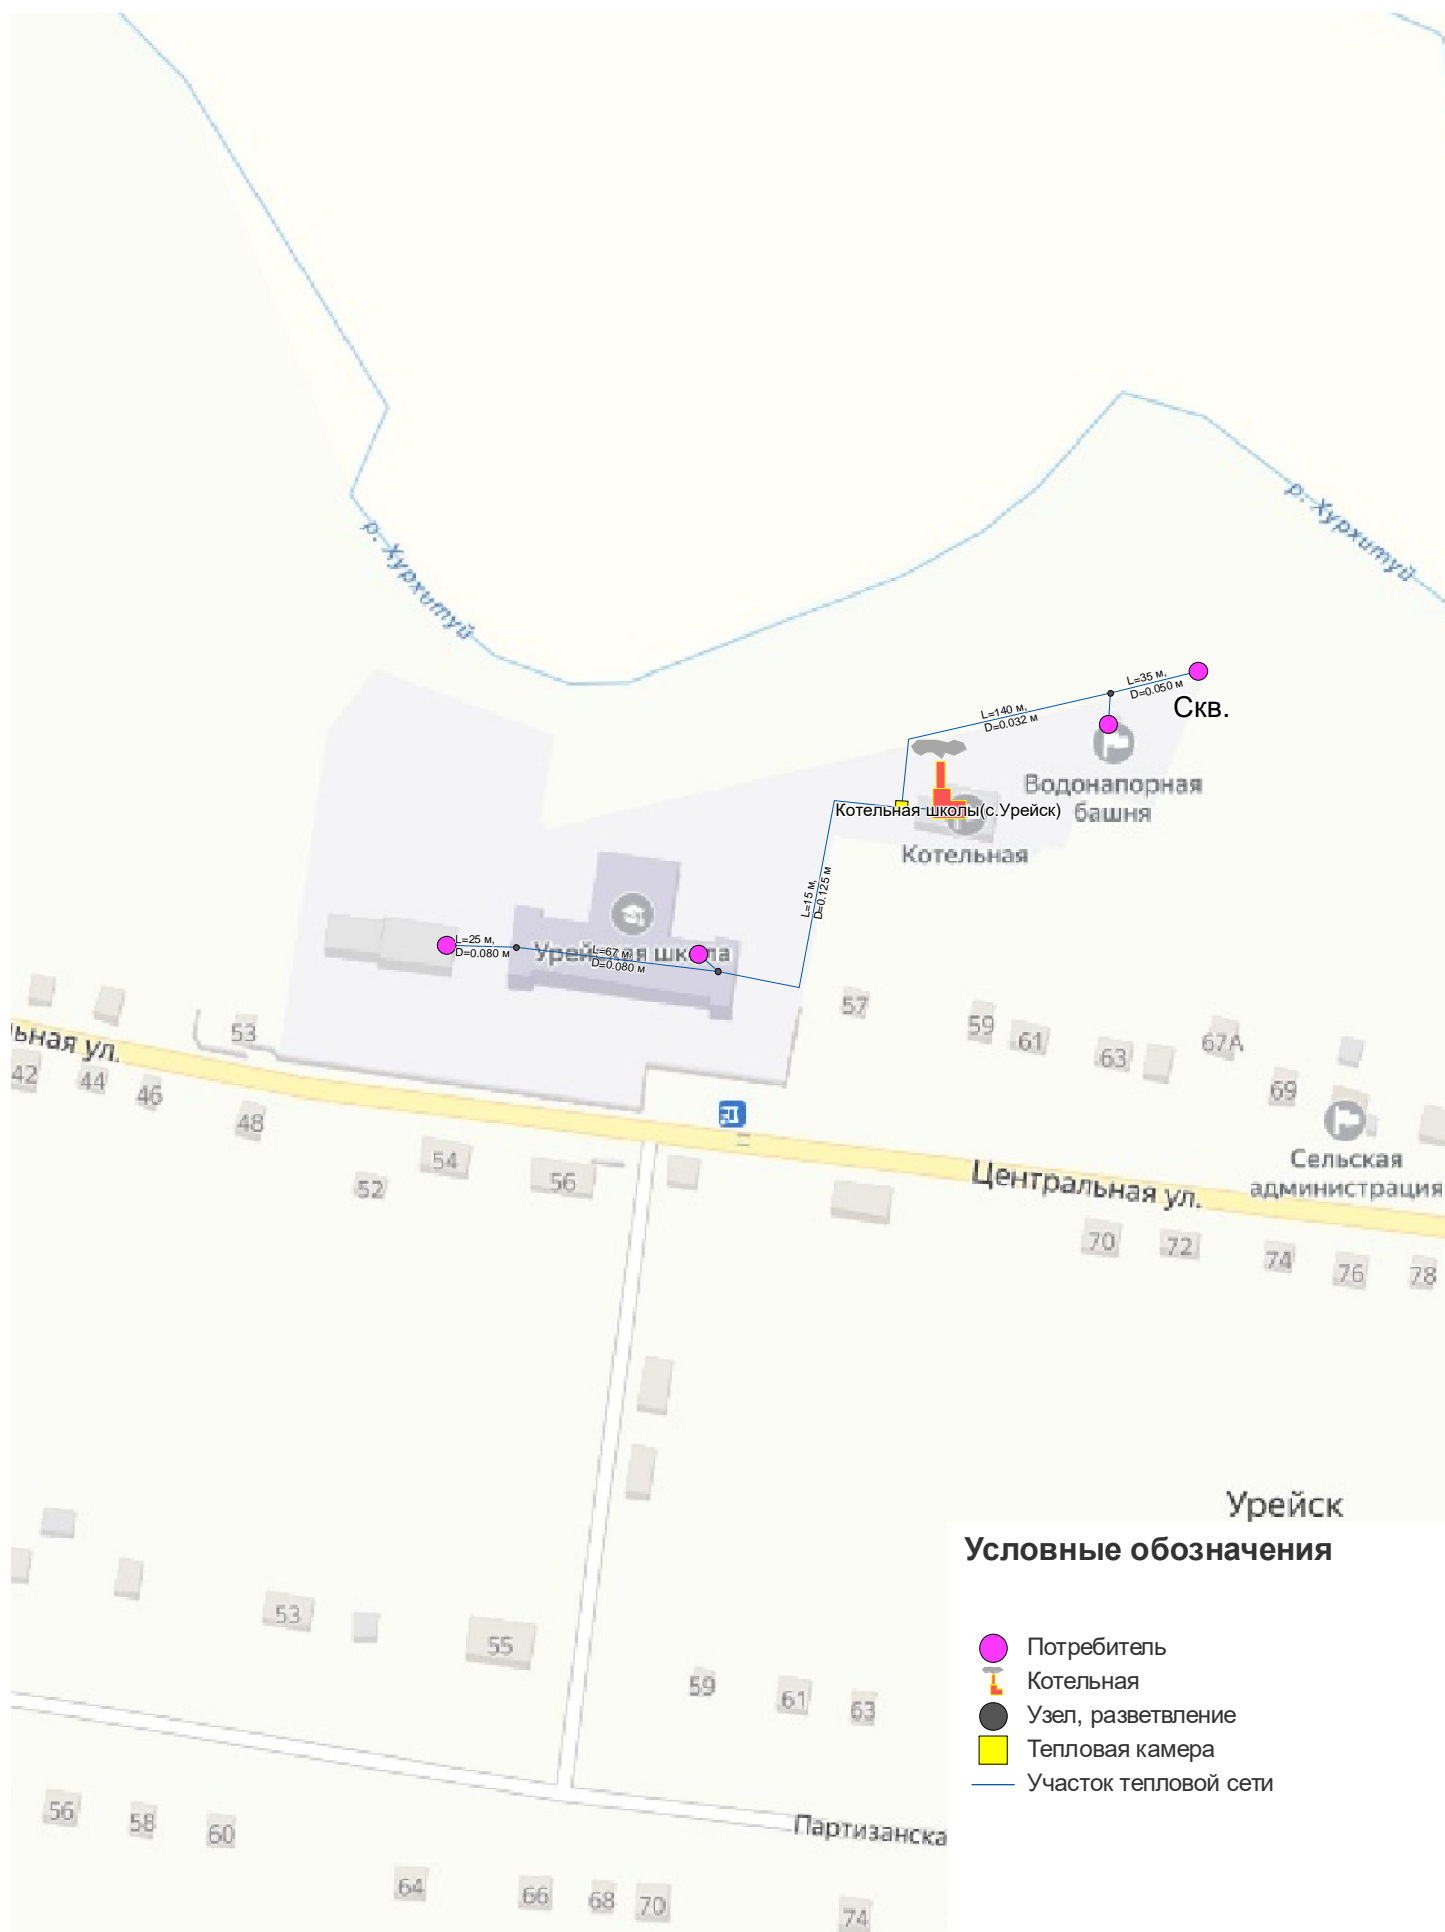 р. Хурхитуй
р. Хурхитуй
L=35 м,
D=0.050 м
Скв.
L=140 м,
D=0.032 м
Водонапорная
башня
Котельная школы(с.Урейск)
Котельная
L=15 м,
D=0.125 м
L=25 м,
D=0.080 м
Урейская школа
L=67 м,
D=0.080 м
57
59
61
63
67А
69
53
ьная ул.
42
44
46
48
52
54
56
Сельская
администрация
Центральная ул.
70
72
74
76
78
Урейск
Условные обозначения
Потребитель
Котельная
Узел, разветвление
Тепловая камера
Участок тепловой сети
53
55
59
61
63
Партизанска
56
58
60
64
66
68
70
74